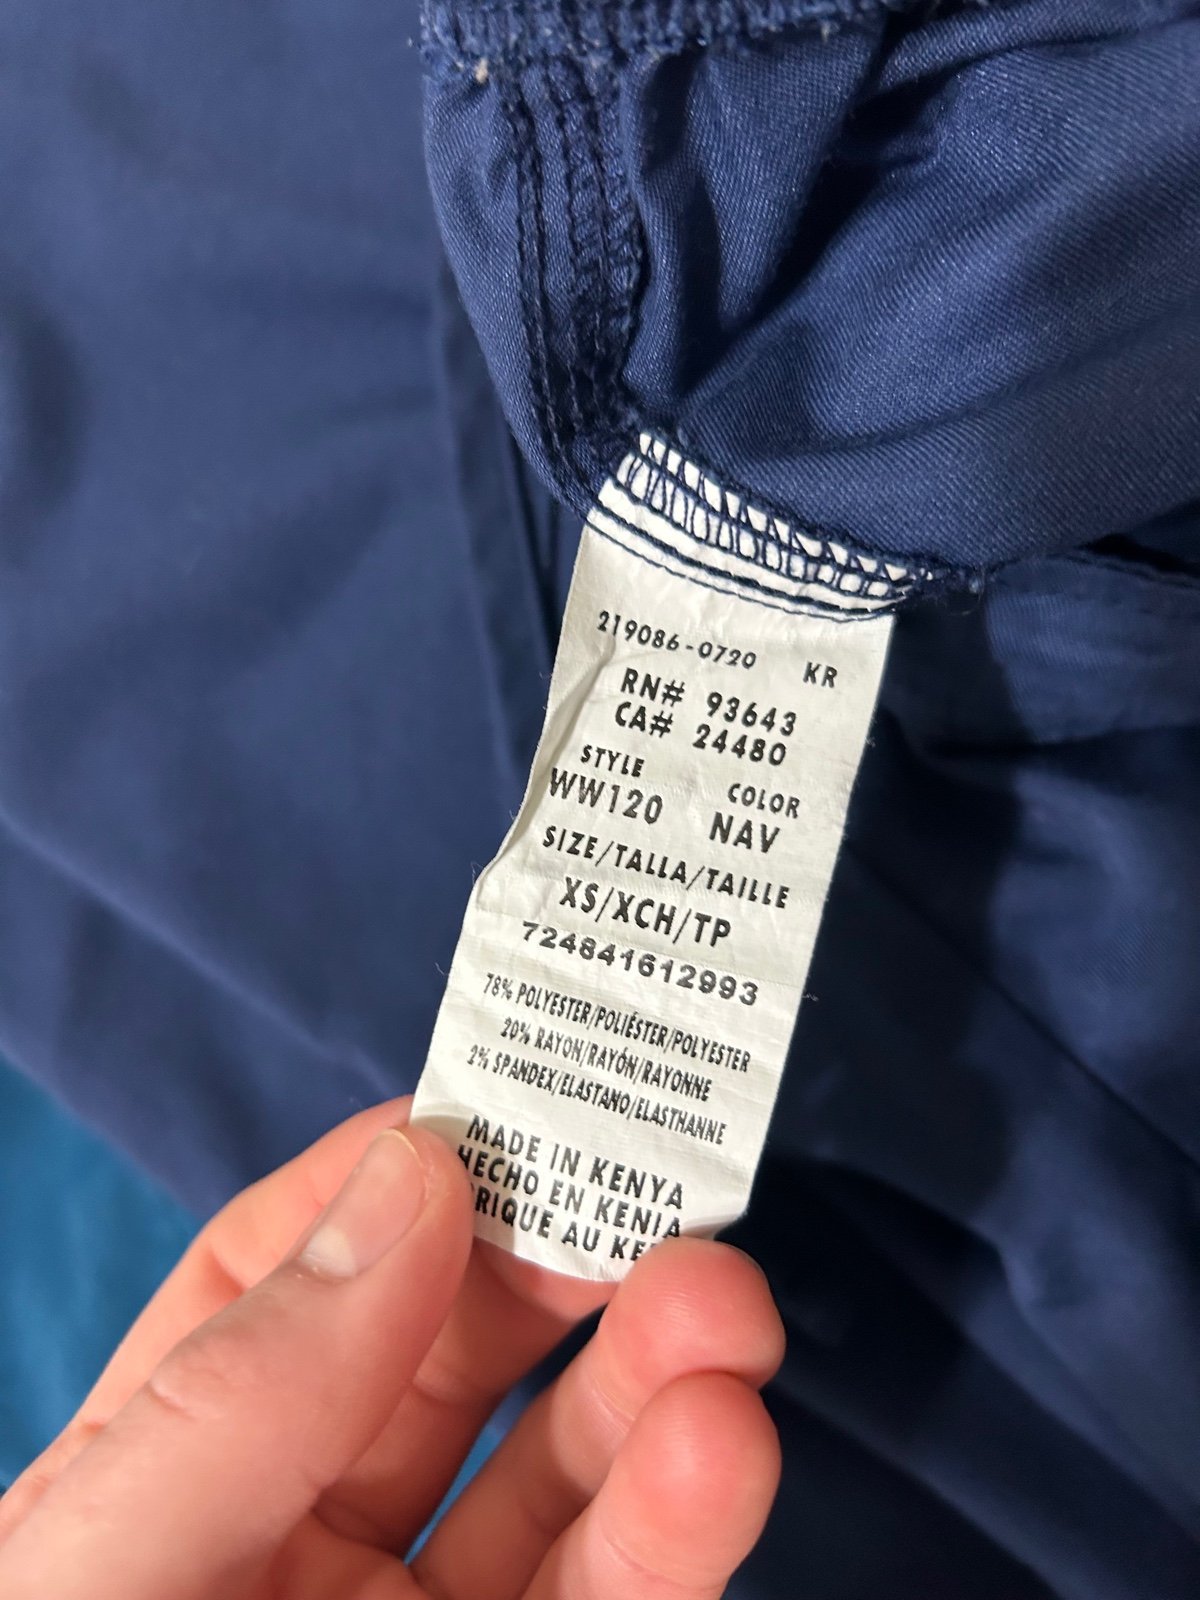 219086-0720 KR
RN# 93643
CA# 24480
STYLE COLOR
WW120 NAV
SIZE/TALLA/TAILLE
XS/XCH/TP
724841612993
78% POLYESTER/POLIÉSTER/POLYESTER
20% RAYON/RAYÓN/RAYONNE
2% SPANDEX/ELASTANO/ELASTHANNE
MADE IN KENYA
HECHO EN KENIA
AU